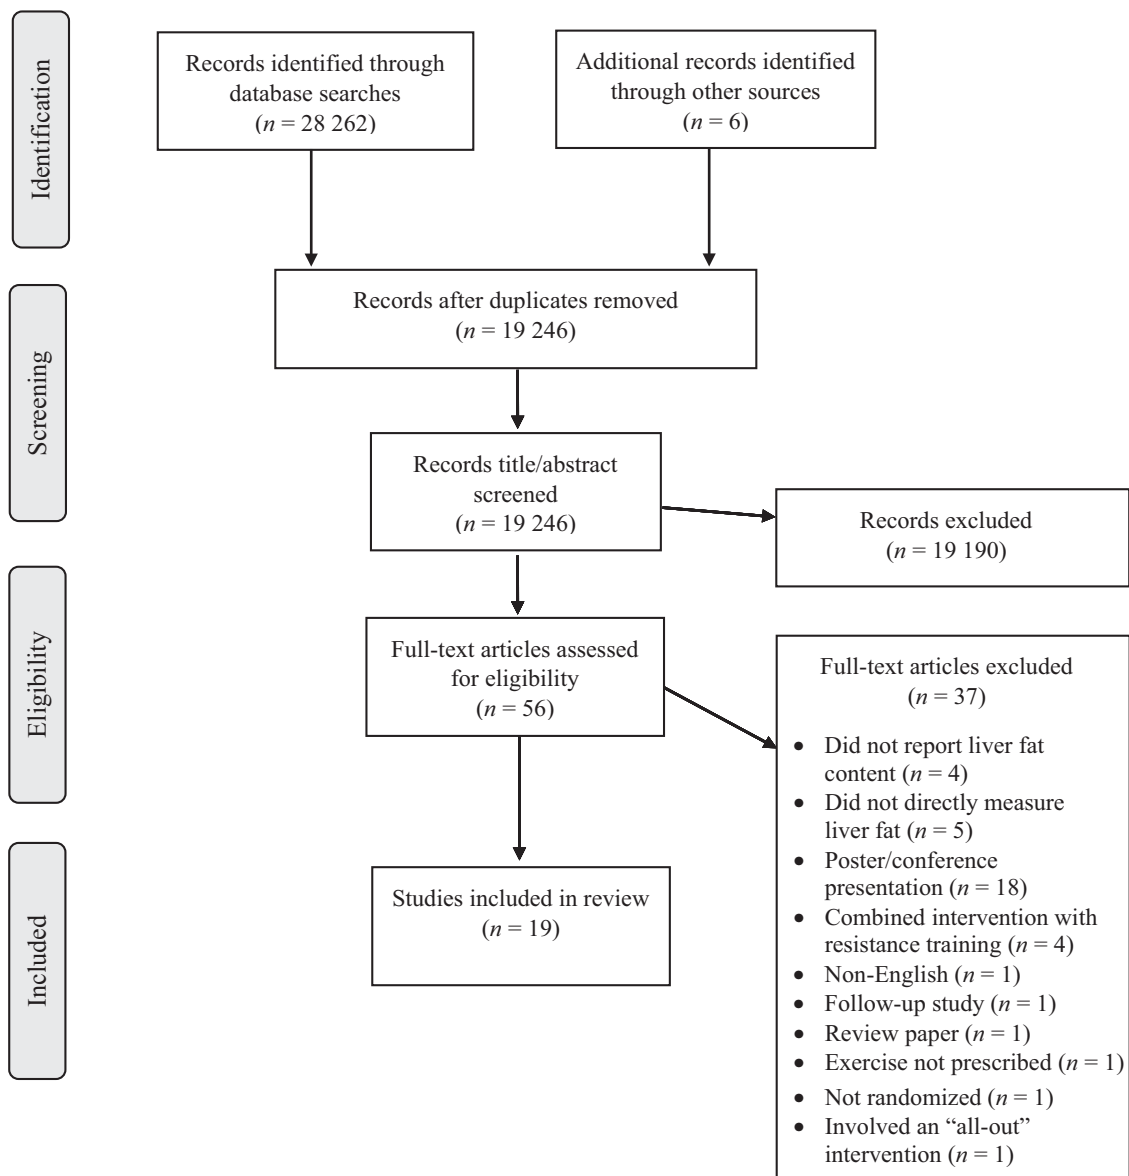 Identification
Records identified through
database searches
(n = 28 262)
Additional records identified
through other sources
(n = 6)
Records after duplicates removed
(n = 19 246)
Screening
Records title/abstract
screened
(n = 19 246)
Records excluded
(n = 19 190)
Eligibility
Full-text articles assessed
for eligibility
(n = 56)
Full-text articles excluded
(n = 37)
• Did not report liver fat
content (n = 4)
• Did not directly measure
liver fat (n = 5)
• Poster/conference
presentation (n = 18)
• Combined intervention with
resistance training (n = 4)
• Non-English (n = 1)
• Follow-up study (n = 1)
• Review paper (n = 1)
• Exercise not prescribed (n = 1)
• Not randomized (n = 1)
• Involved an “all-out”
intervention (n = 1)
Included
Studies included in review
(n = 19)